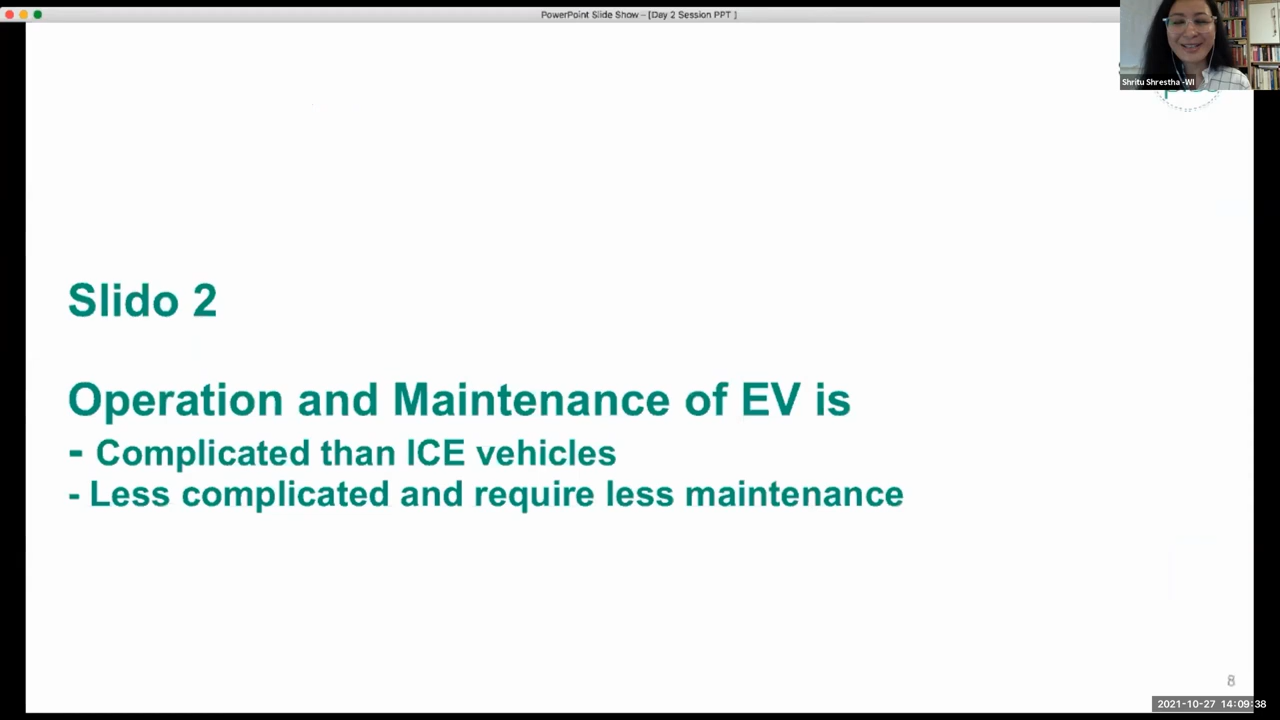 PowerPoint Slide Show - [Day 2 Session PPT ]
Shritu Shrestha -WI
Slido 2
Operation and Maintenance of EV is
- Complicated than ICE vehicles
- Less complicated and require less maintenance
8
2021-10-27 14:09:38